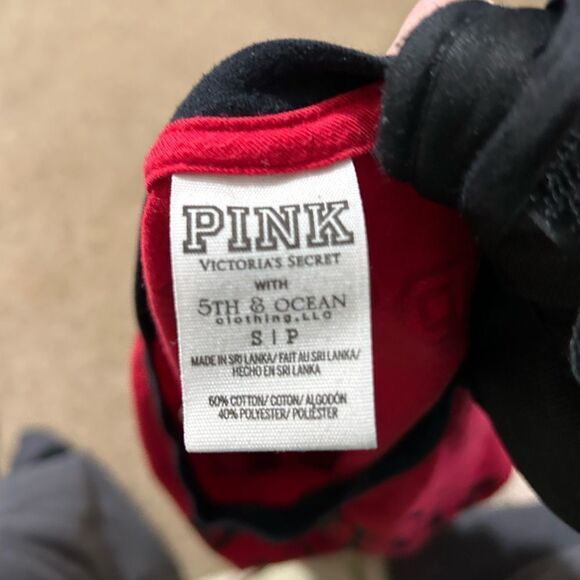 PINK
VICTORIA'S SECRET
WITH
5TH & OCEAN
clothing, LLC
S | P
MADE IN SRI LANKA/ FAIT AU SRI LANKA/
HECHO EN SRI LANKA
60% COTTON/ COTON/ ALGODÓN
40% POLYESTER/ POLIÉSTER